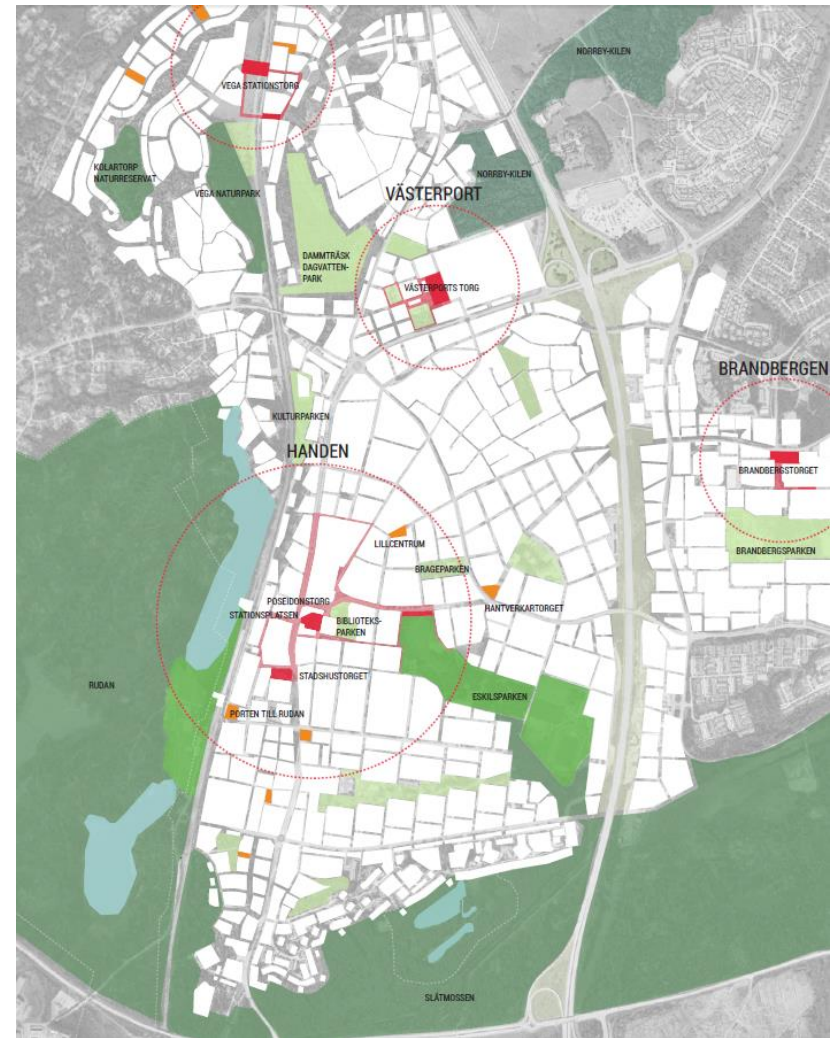 NORRBY-KILEN
VEGA STATIONSTORG
KOLARTORP
NATURRESERVAT
VEGA NATURPARK
NORRBY-KILEN
VÄSTERPORT
DAMMTRÄSK
DAGVATTEN-
PARK
VÄSTERPORTS TORG
BRANDBERGEN
KULTURPARKEN
HANDEN
BRANDBERGSTORGET
LILLCENTRUM
BRANDBERGSPARKEN
BRAGEPARKEN
POSEIDONSTORG
HANTVERKARTORGET
STATIONSPLATSEN
BIBLIOTEKS-
PARKEN
STADSHUSTORGET
RUDAN
ESKILSPARKEN
PORTEN TILL RUDAN
SLÄTMOSSEN